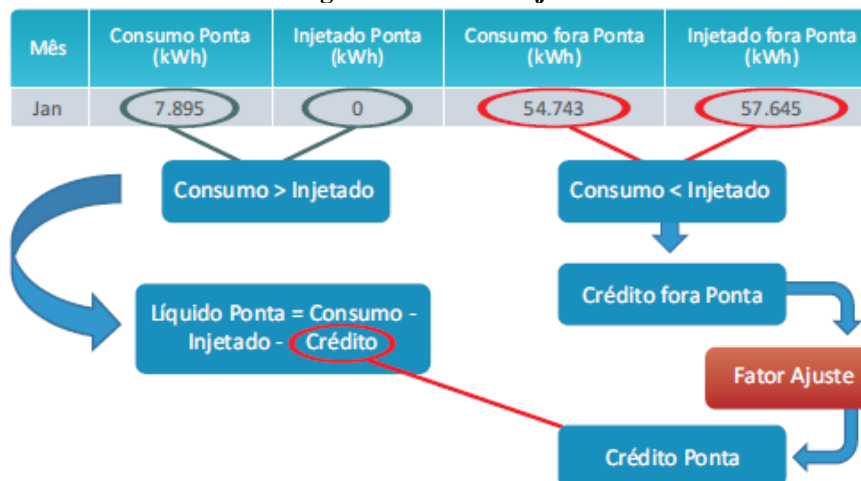 Mês
Consumo Ponta
(kWh)
Injetado Ponta
(kWh)
Consumo fora Ponta
(kWh)
Injetado fora Ponta
(kWh)
Jan
7.895
0
54.743
57.645
Consumo > Injetado
Consumo < Injetado
Líquido Ponta = Consumo -
Injetado - Crédito
Crédito fora Ponta
Fator Ajuste
Crédito Ponta